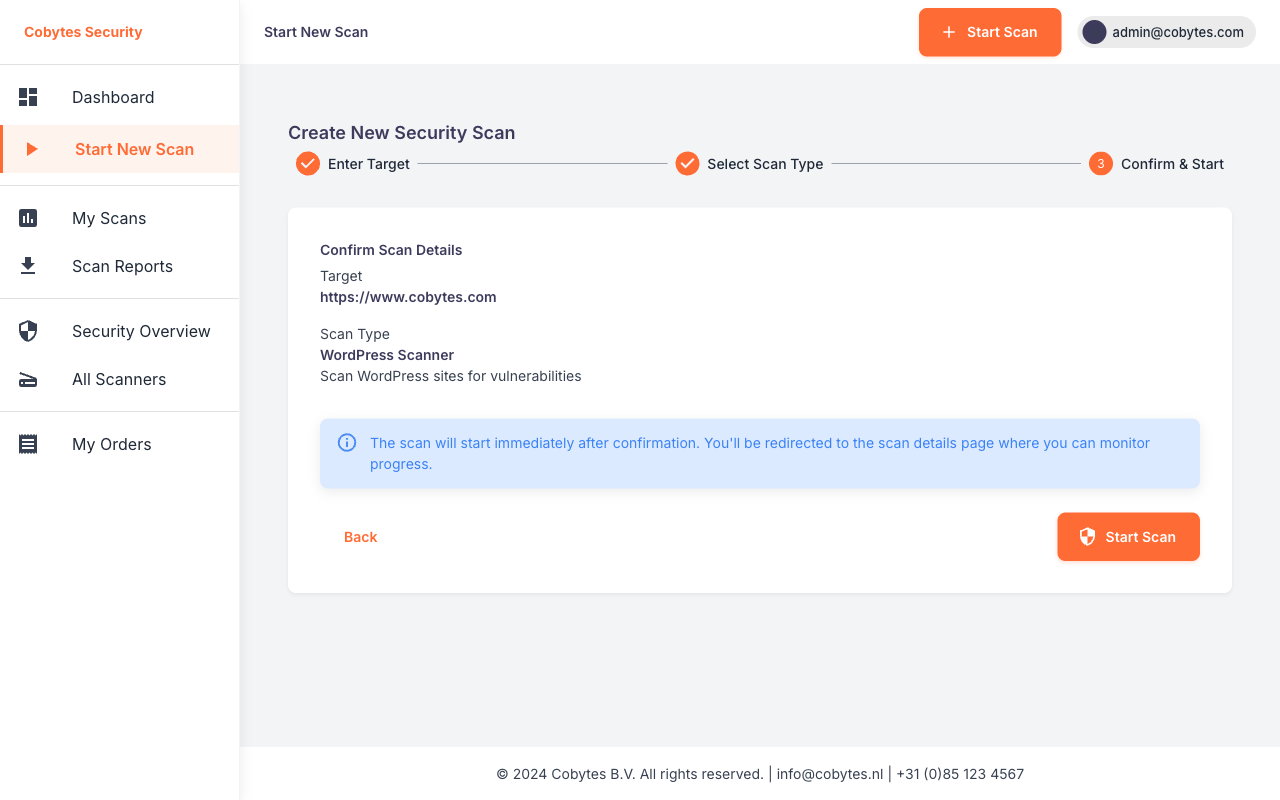 Cobytes Security
Start New Scan
Start Scan
admin@cobytes.com
Dashboard
Start New Scan
My Scans
Scan Reports
Security Overview
All Scanners
My Orders
Create New Security Scan
Enter Target
Select Scan Type
3 Confirm & Start
Confirm Scan Details
Target
https://www.cobytes.com
Scan Type
WordPress Scanner
Scan WordPress sites for vulnerabilities
The scan will start immediately after confirmation. You'll be redirected to the scan details page where you can monitor
progress.
Back
Start Scan
© 2024 Cobytes B.V. All rights reserved. | info@cobytes.nl | +31 (0)85 123 4567